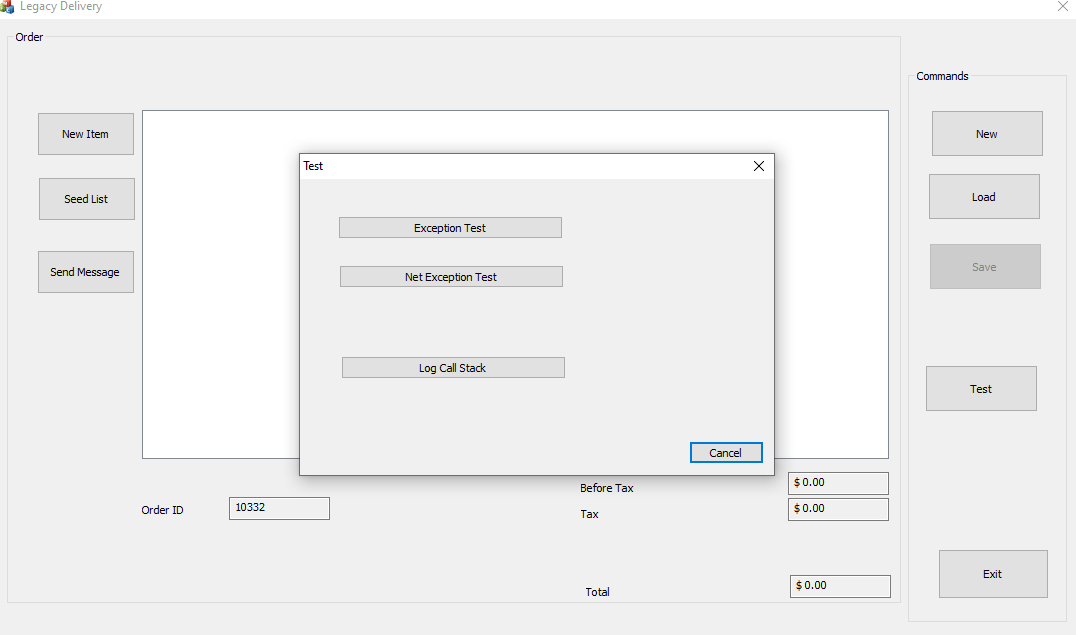 Legacy Delivery
Order
Commands
New Item
New
Test
Seed List
Load
Exception Test
Send Message
Save
Net Exception Test
Log Call Stack
Test
Cancel
Before Tax
$ 0.00
Order ID
10332
Tax
$ 0.00
Exit
Total
$ 0.00